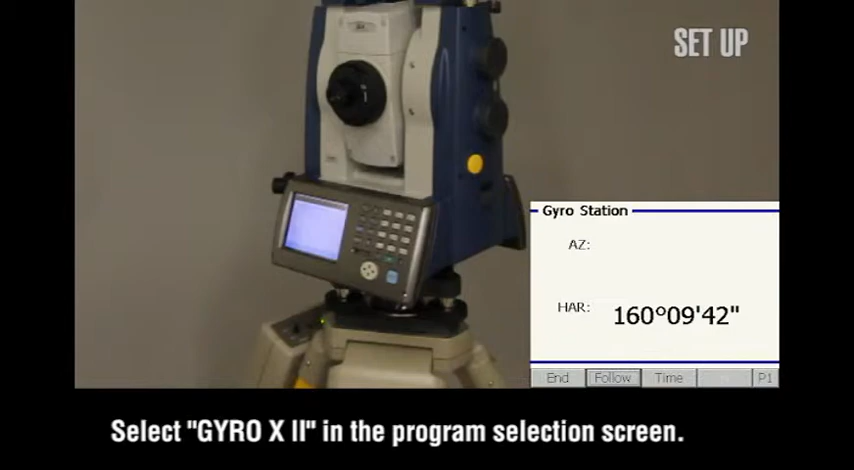 SET UP
Gyro Station
AZ:
HAR: 160°09'42"
End Follow Time P1
Select "GYRO X II" in the program selection screen.